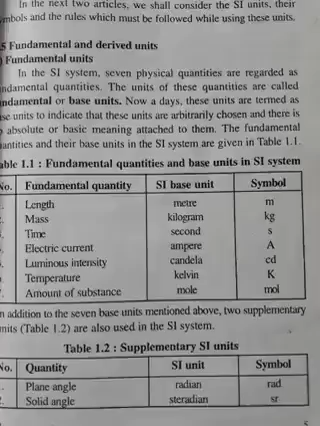 In the next two articles, we shall consider the SI units, their
symbols and the rules which must be followed while using these units.
.5 Fundamental and derived units
) Fundamental units
In the SI system, seven physical quantities are regarded as
fundamental quantities. The units of these quantities are called
fundamental or base units. Now a days, these units are termed as
base units to indicate that these units are arbitrarily chosen and there is
no absolute or basic meaning attached to them. The fundamental
quantities and their base units in the SI system are given in Table 1.1.
Table 1.1 : Fundamental quantities and base units in SI system
No. Fundamental quantity SI base unit Symbol
Length metre m
Mass kilogram kg
Time second s
Electric current ampere A
Luminous intensity candela cd
Temperature kelvin K
Amount of substance mole mol
In addition to the seven base units mentioned above, two supplementary
units (Table 1.2) are also used in the SI system.
Table 1.2 : Supplementary SI units
No. Quantity SI unit Symbol
Plane angle radian rad
Solid angle steradian sr